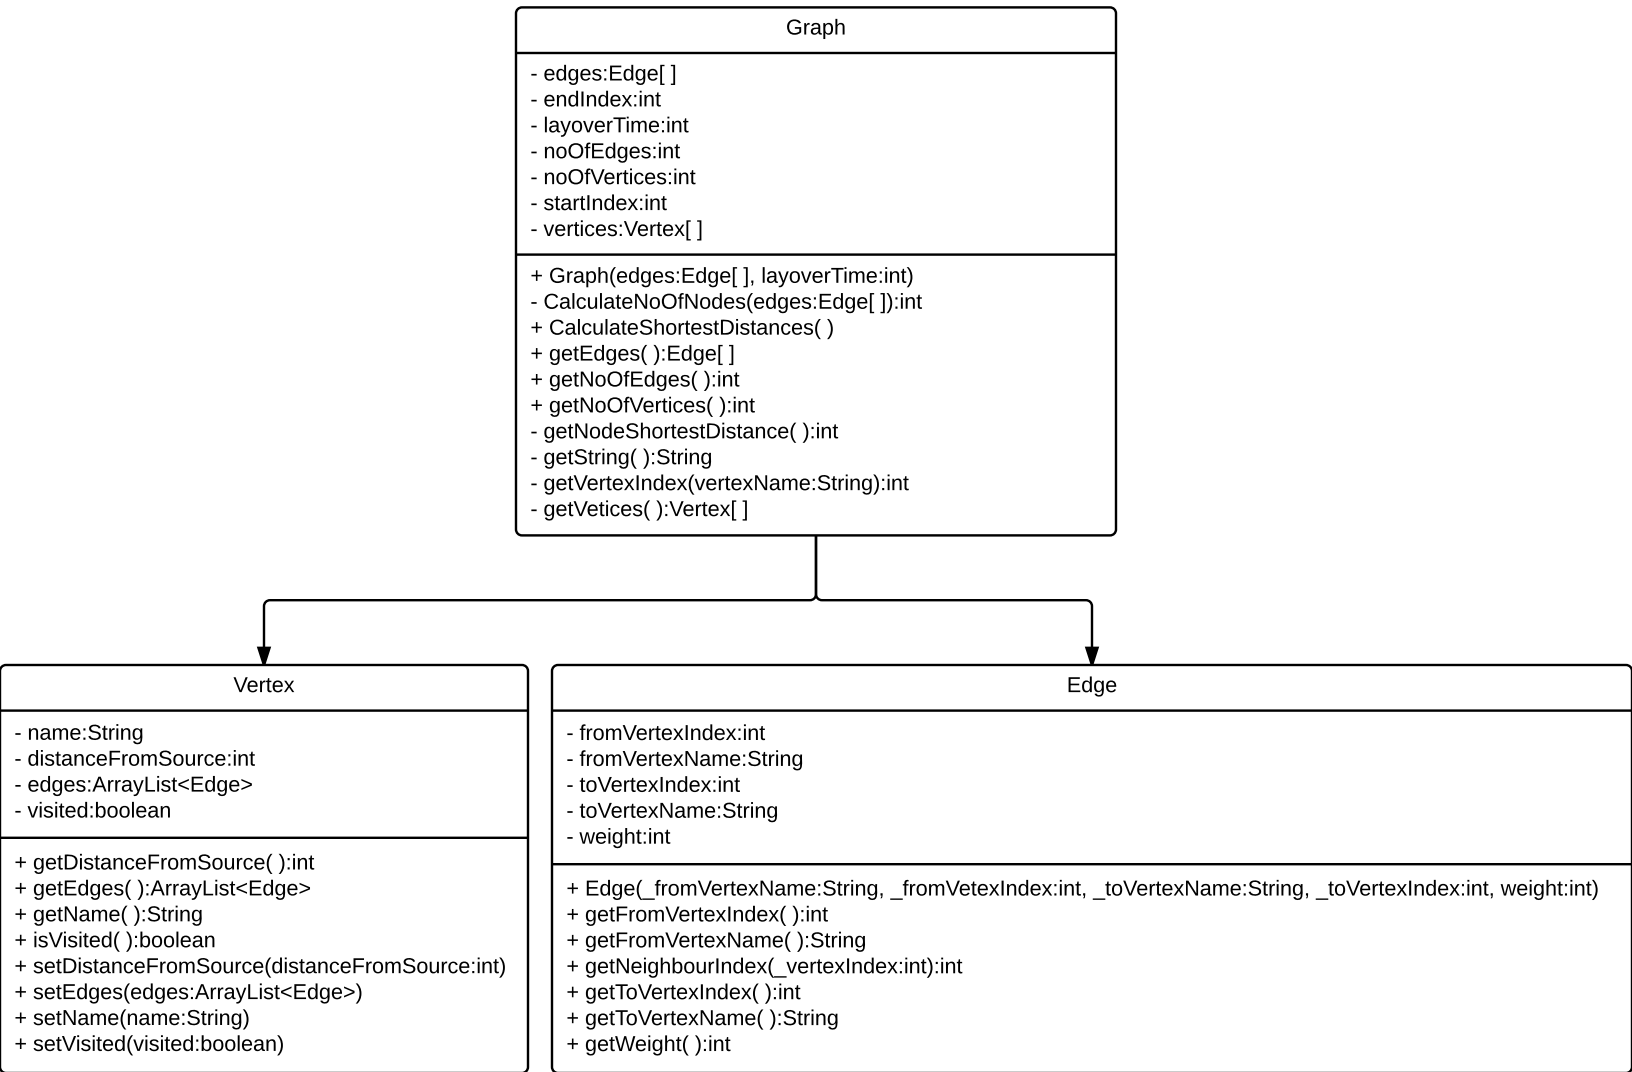 Graph
- edges:Edge[ ]
- endIndex:int
- layoverTime:int
- noOfEdges:int
- noOfVertices:int
- startIndex:int
- vertices:Vertex[ ]
+ Graph(edges:Edge[ ], layoverTime:int)
- CalculateNoOfNodes(edges:Edge[ ]):int
+ CalculateShortestDistances( )
+ getEdges( ):Edge[ ]
+ getNoOfEdges( ):int
+ getNoOfVertices( ):int
- getNodeShortestDistance( ):int
- getString( ):String
- getVertexIndex(vertexName:String):int
- getVetices( ):Vertex[ ]
Vertex
- name:String
- distanceFromSource:int
- edges:ArrayList<Edge>
- visited:boolean
+ getDistanceFromSource( ):int
+ getEdges( ):ArrayList<Edge>
+ getName( ):String
+ isVisited( ):boolean
+ setDistanceFromSource(distanceFromSource:int)
+ setEdges(edges:ArrayList<Edge>)
+ setName(name:String)
+ setVisited(visited:boolean)
Edge
- fromVertexIndex:int
- fromVertexName:String
- toVertexIndex:int
- toVertexName:String
- weight:int
+ Edge(_fromVertexName:String, _fromVetexIndex:int, _toVertexName:String, _toVertexIndex:int, weight:int)
+ getFromVertexIndex( ):int
+ getFromVertexName( ):String
+ getNeighbourIndex(_vertexIndex:int):int
+ getToVertexIndex( ):int
+ getToVertexName( ):String
+ getWeight( ):int